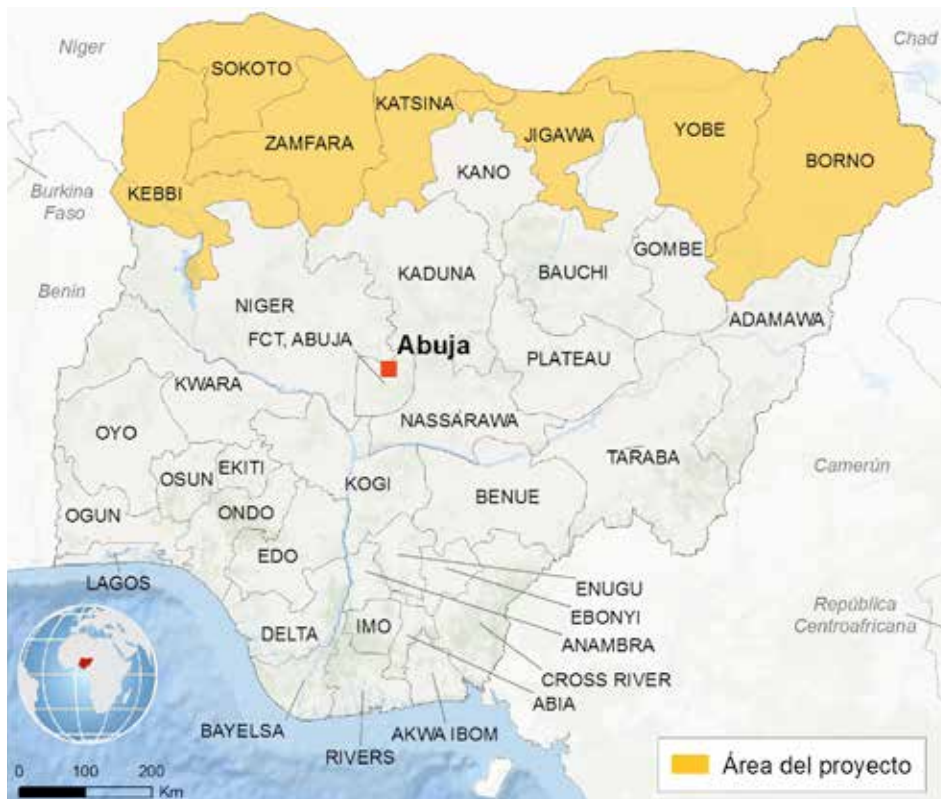 Níger
Chad
SOKOTO
KATSINA
ZAMFARA
JIGAWA
YOBE
BORNO
KANO
KEBBI
Burkina
Faso
GOMBE
KADUNA
BAUCHI
Benín
NIGER
ADAMAWA
FCT, ABUJA
Abuja
PLATEAU
KWARA
NASSARAWA
OYO
TARABA
EKITI
OSUN
KOGI
BENUE
Camerún
OGUN
ONDO
EDO
LAGOS
ENUGU
EBONYI
ANAMBRA
República
Centroafricana
DELTA
IMO
CROSS RIVER
ABIA
BAYELSA
AKWA IBOM
RIVERS
0 100 200
Km
Área del proyecto